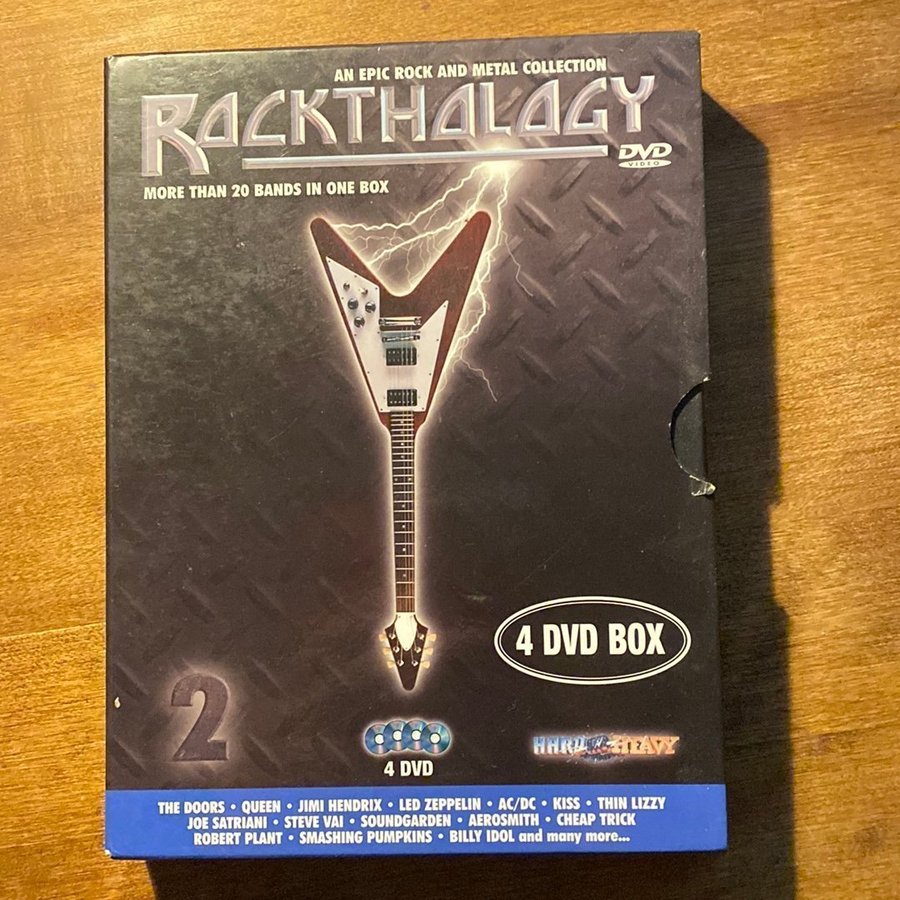 AN EPIC ROCK AND METAL COLLECTION
ROCKTHOLOGY
DVD
VIDEO
MORE THAN 20 BANDS IN ONE BOX
4 DVD BOX
2
4 DVD
HARD N HEAVY
THE DOORS • QUEEN • JIMI HENDRIX • LED ZEPPELIN • AC/DC • KISS • THIN LIZZY
JOE SATRIANI • STEVE VAI • SOUNDGARDEN • AEROSMITH • CHEAP TRICK
ROBERT PLANT • SMASHING PUMPKINS • BILLY IDOL and many more...